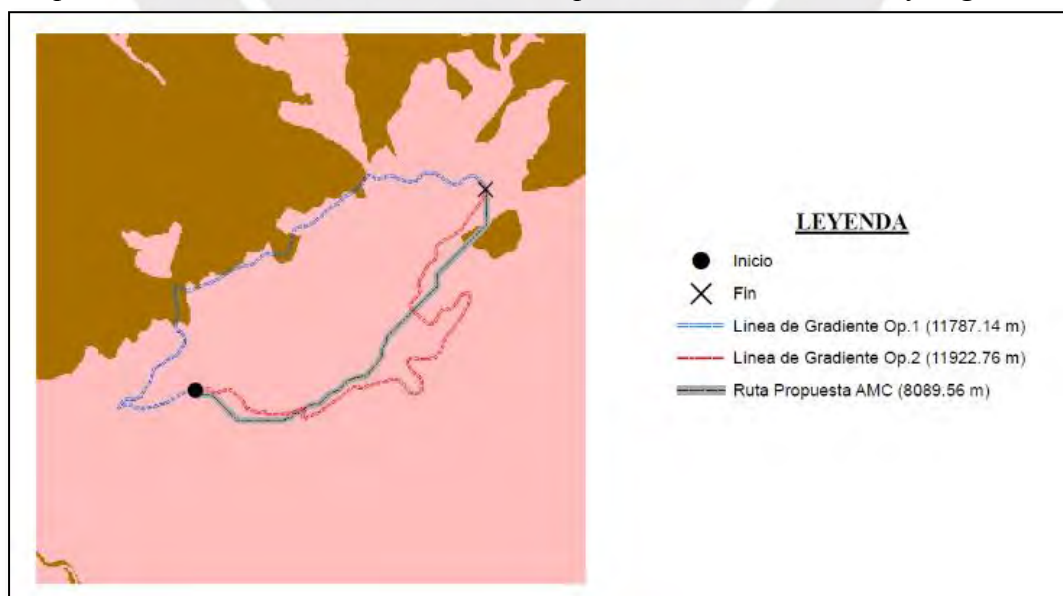 LEYENDA
Inicio
Fin
Linea de Gradiente Op.1 (11787.14 m)
Linea de Gradiente Op.2 (11922.76 m)
Ruta Propuesta AMC (8089.56 m)